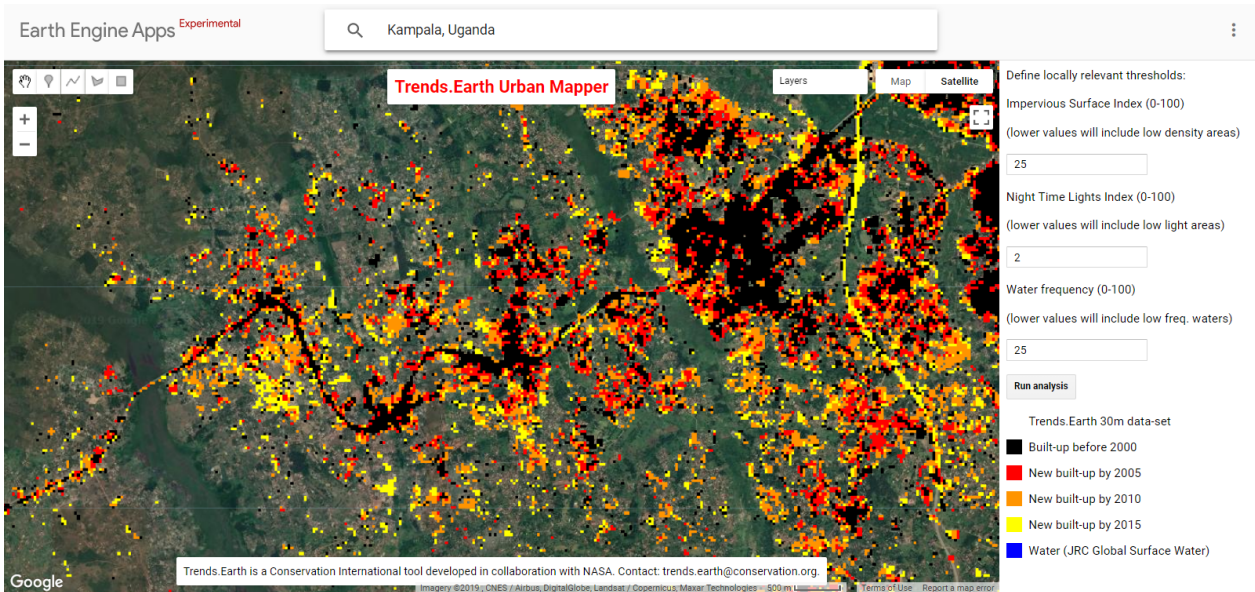 Earth Engine Apps Experimental
Kampala, Uganda
Trends.Earth Urban Mapper
Layers
Map Satellite
Define locally relevant thresholds:
Impervious Surface Index (0-100)
(lower values will include low density areas)
25
Night Time Lights Index (0-100)
(lower values will include low light areas)
2
Water frequency (0-100)
(lower values will include low freq. waters)
25
Run analysis
Trends.Earth 30m data-set
Built-up before 2000
New built-up by 2005
New built-up by 2010
New built-up by 2015
Water (JRC Global Surface Water)
Trends.Earth is a Conservation International tool developed in collaboration with NASA. Contact: trends.earth@conservation.org.
Google
Imagery ©2019 , CNES / Airbus, DigitalGlobe, Landsat / Copernicus, Maxar Technologies 500 m Terms of Use Report a map error